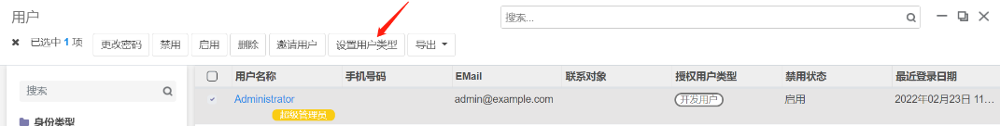 用户
搜索...
已选中 1 项 更改密码 禁用 启用 删除 邀请用户 设置用户类型 导出
搜索
身份类型
用户名称 手机号码 EMail 联系对象 授权用户类型 禁用状态 最近登录日期
Administrator admin@example.com 开发用户 启用 2022年02月23日 11...
超级管理员